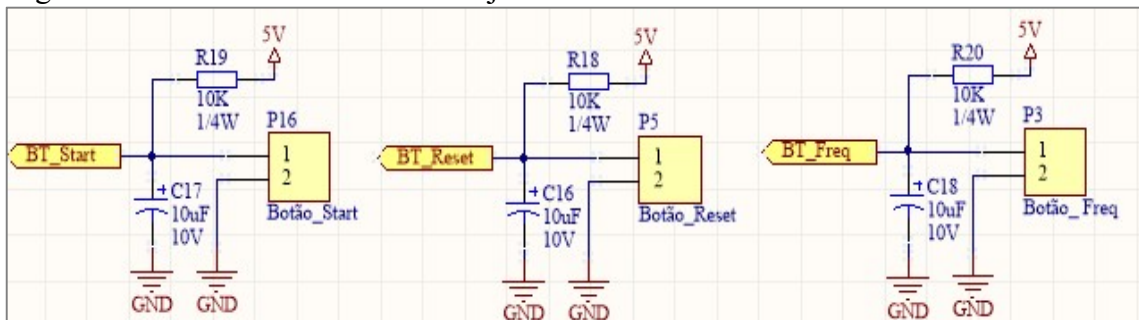 5V
R19
10K
1/4W
P16
BT_Start
1
2
C17
10uF
10V
Botão_Start
GND
GND
5V
R18
10K
1/4W
P5
BT_Reset
1
2
C16
10uF
10V
Botão_Reset
GND
GND
5V
R20
10K
1/4W
P3
BT_Freq
1
2
C18
10uF
10V
Botão_Freq
GND
GND